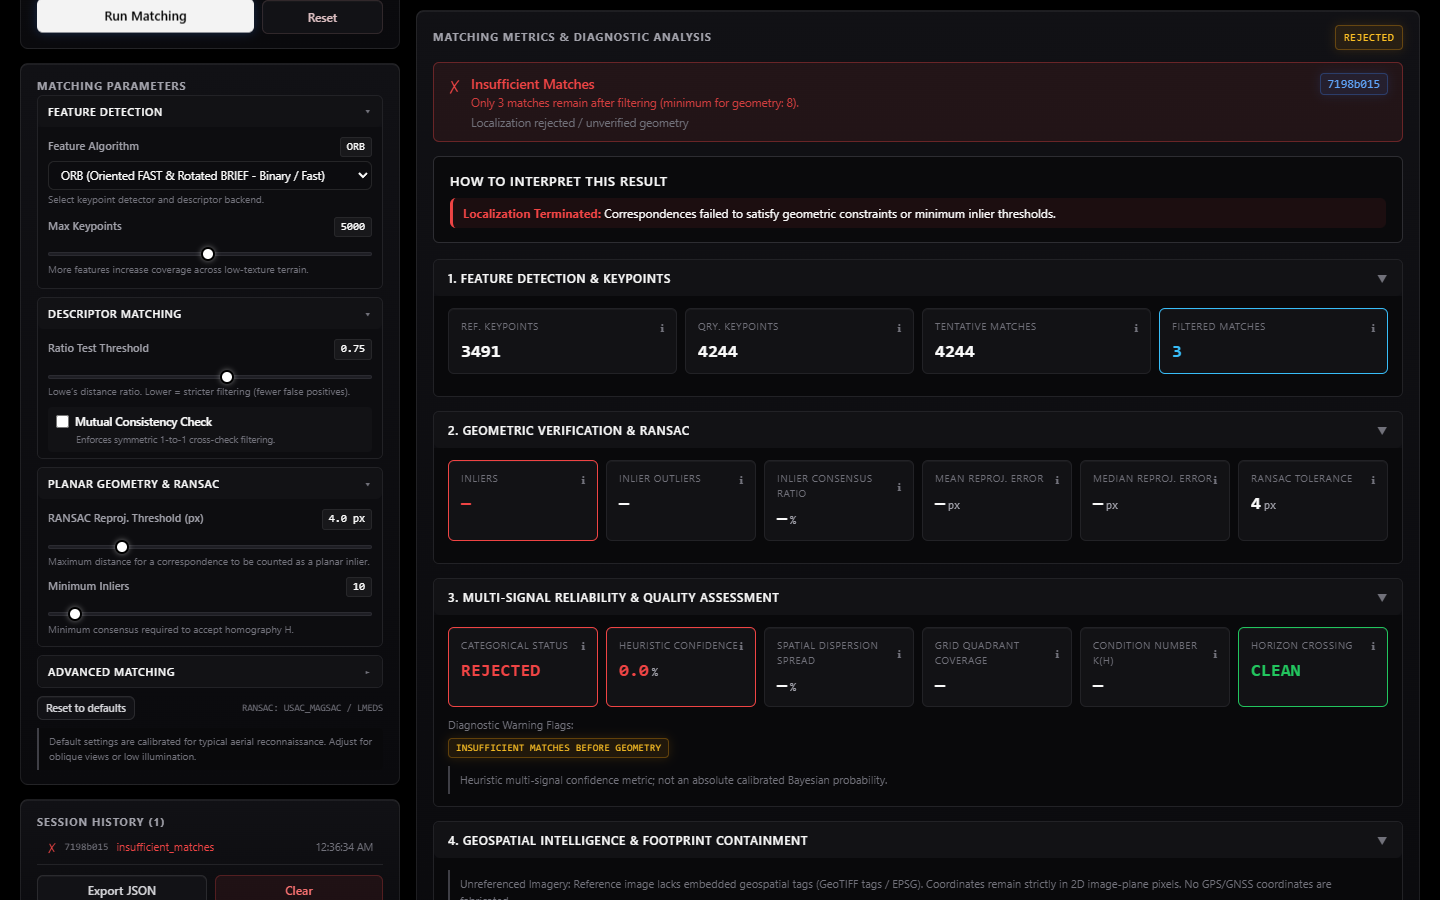 Run Matching
Reset
MATCHING PARAMETERS
FEATURE DETECTION
Feature Algorithm
ORB
ORB (Oriented FAST & Rotated BRIEF - Binary / Fast)
Select keypoint detector and descriptor backend.
Max Keypoints
5000
More features increase coverage across low-texture terrain.
DESCRIPTOR MATCHING
Ratio Test Threshold
0.75
Lowe's distance ratio. Lower = stricter filtering (fewer false positives).
Mutual Consistency Check
Enforces symmetric 1-to-1 cross-check filtering.
PLANAR GEOMETRY & RANSAC
RANSAC Reproj. Threshold (px)
4.0 px
Maximum distance for a correspondence to be counted as a planar inlier.
Minimum Inliers
10
Minimum consensus required to accept homography H.
ADVANCED MATCHING
Reset to defaults
RANSAC: USAC_MAGSAC / LMEDS
Default settings are calibrated for typical aerial reconnaissance. Adjust for
oblique views or low illumination.
SESSION HISTORY (1)
✗ 7198b015 insufficient_matches 12:36:34 AM
Export JSON
Clear
MATCHING METRICS & DIAGNOSTIC ANALYSIS
REJECTED
✗ Insufficient Matches
7198b015
Only 3 matches remain after filtering (minimum for geometry: 8).
Localization rejected / unverified geometry
HOW TO INTERPRET THIS RESULT
Localization Terminated: Correspondences failed to satisfy geometric constraints or minimum inlier thresholds.
1. FEATURE DETECTION & KEYPOINTS
REF. KEYPOINTS
3491
QRY. KEYPOINTS
4244
TENTATIVE MATCHES
4244
FILTERED MATCHES
3
2. GEOMETRIC VERIFICATION & RANSAC
INLIERS
—
INLIER OUTLIERS
—
INLIER CONSENSUS
RATIO
—%
MEAN REPROJ. ERROR
— px
MEDIAN REPROJ. ERROR
— px
RANSAC TOLERANCE
4 px
3. MULTI-SIGNAL RELIABILITY & QUALITY ASSESSMENT
CATEGORICAL STATUS
REJECTED
HEURISTIC CONFIDENCE
0.0%
SPATIAL DISPERSION
SPREAD
—%
GRID QUADRANT
COVERAGE
—
CONDITION NUMBER
K(H)
—
HORIZON CROSSING
CLEAN
Diagnostic Warning Flags:
INSUFFICIENT MATCHES BEFORE GEOMETRY
Heuristic multi-signal confidence metric; not an absolute calibrated Bayesian probability.
4. GEOSPATIAL INTELLIGENCE & FOOTPRINT CONTAINMENT
Unreferenced Imagery: Reference image lacks embedded geospatial tags (GeoTIFF tags / EPSG). Coordinates remain strictly in 2D image-plane pixels. No GPS/GNSS coordinates are